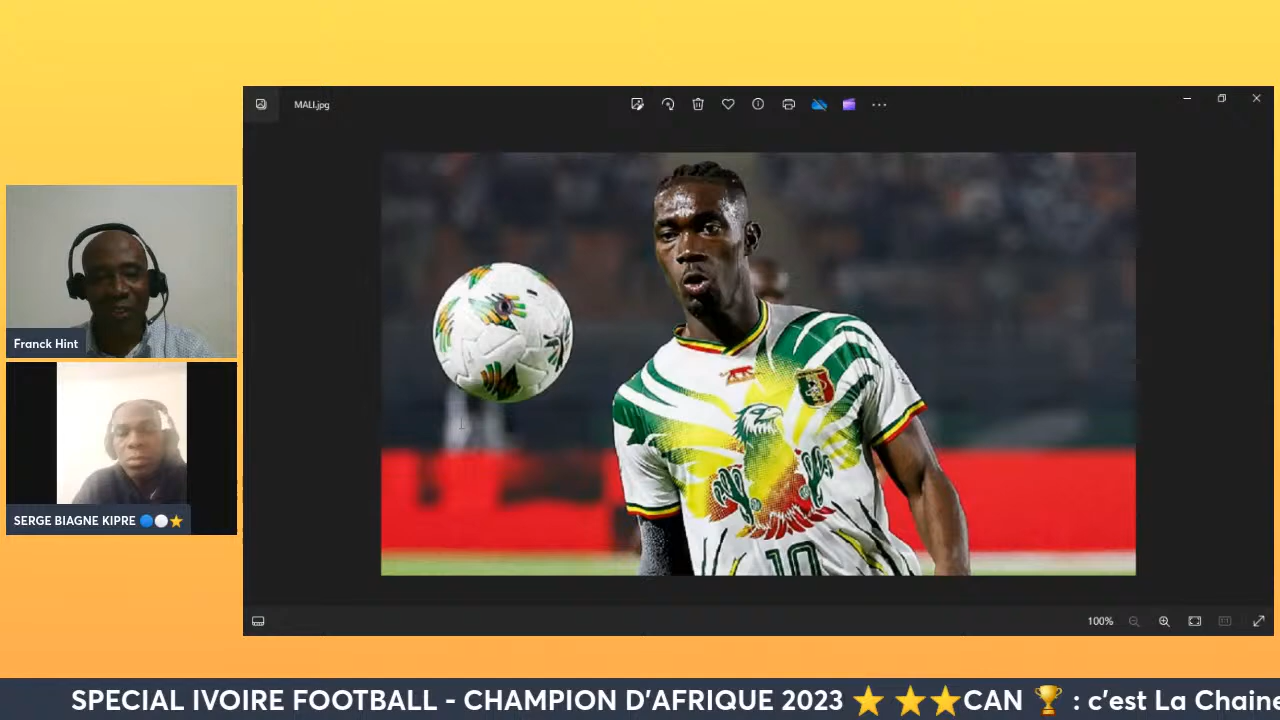 MALI.jpg
Franck Hint
SERGE BIAGNE KIPRE 🔵⚪⭐
10
100%
SPECIAL IVOIRE FOOTBALL - CHAMPION D'AFRIQUE 2023 ⭐ ⭐⭐CAN 🏆 : c'est La Chaine